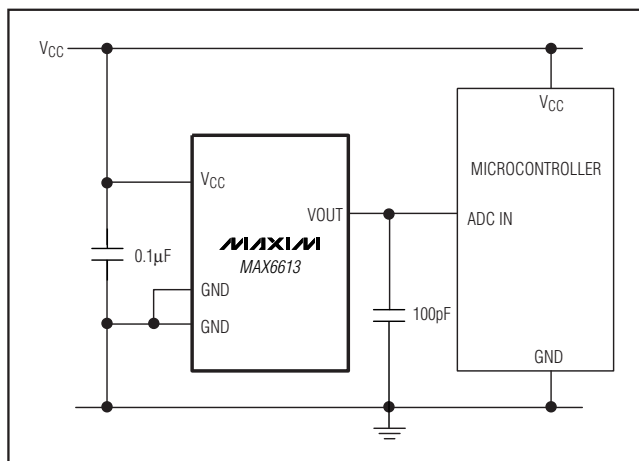 VCC
VCC
MICROCONTROLLER
VCC
VOUT
ADC IN
MAXIM
MAX6613
0.1µF
GND
GND
100pF
GND